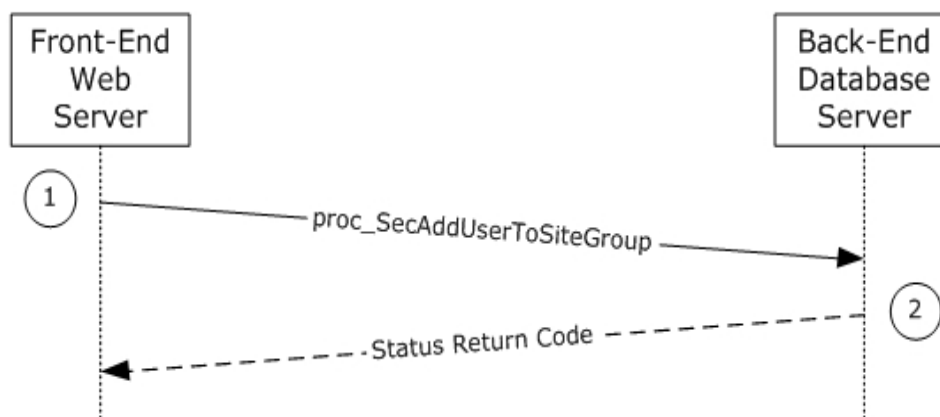 Front-End
Web
Server
Back-End
Database
Server
1
proc_SecAddUserToSiteGroup
2
Status Return Code